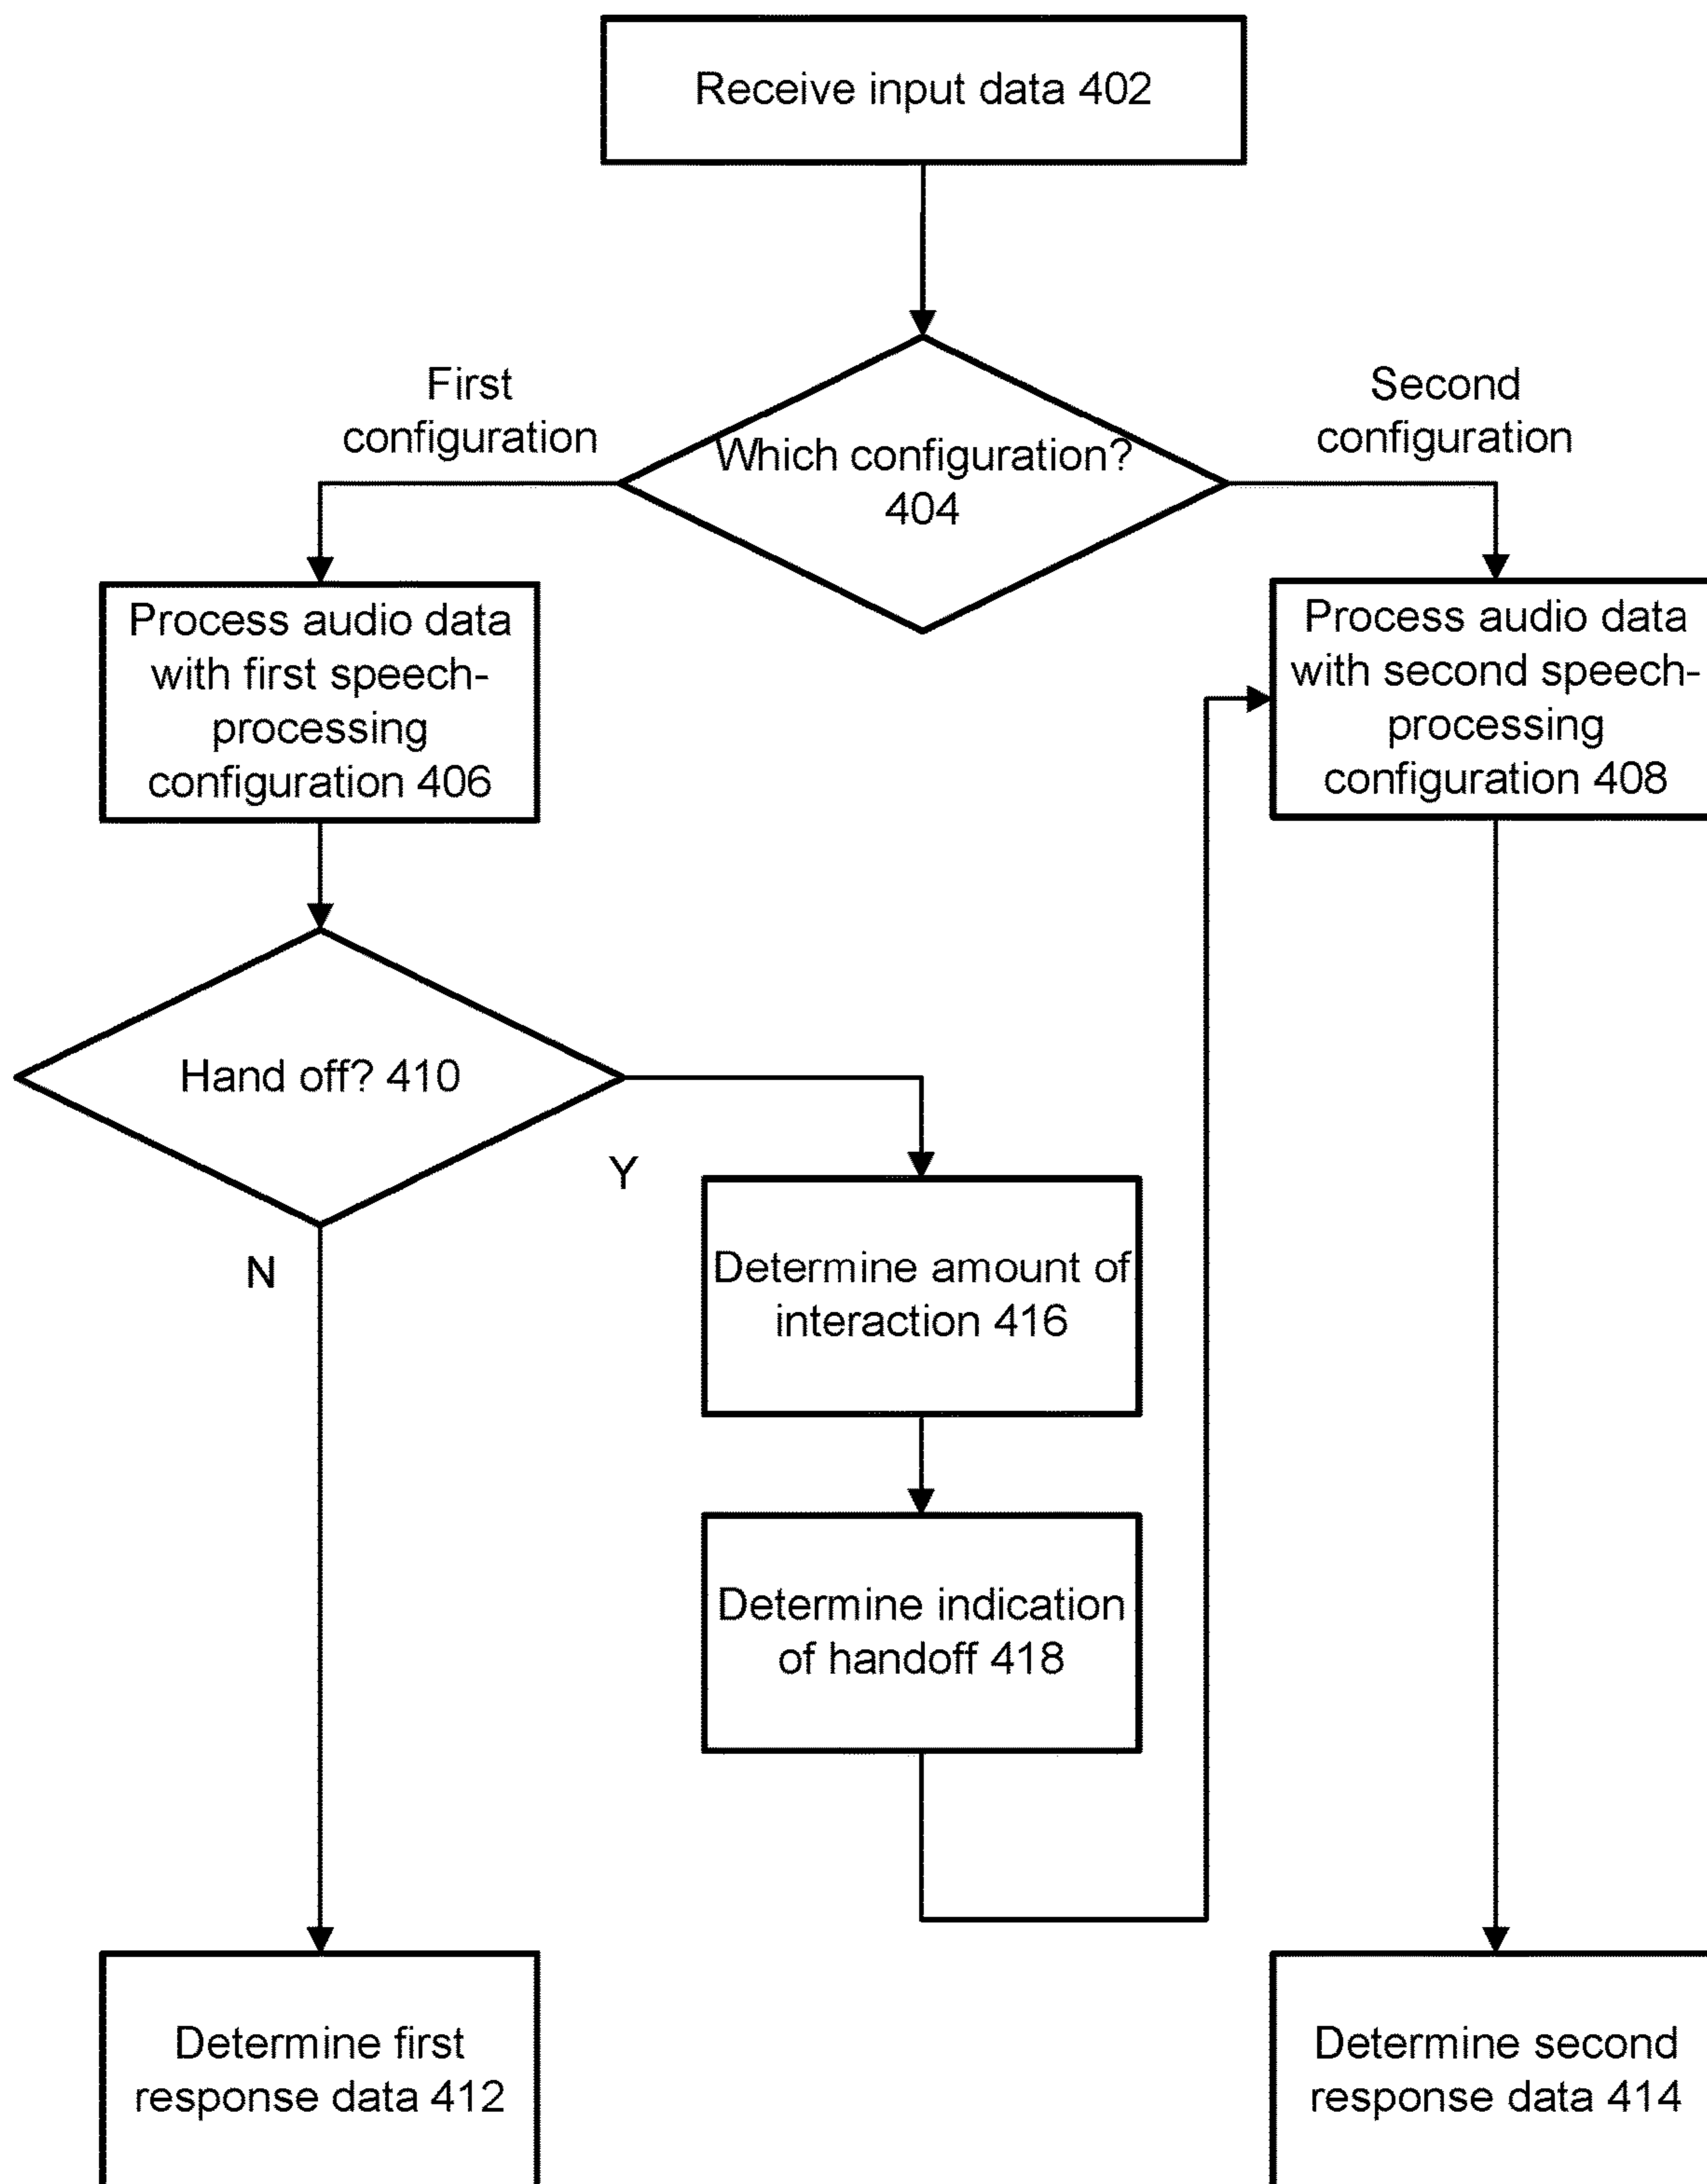 Receive input data 402
First
configuration
Which configuration?
404
Second
configuration
Process audio data
with first speech-
processing
configuration 406
Process audio data
with second speech-
processing
configuration 408
Hand off? 410
Y
N
Determine amount of
interaction 416
Determine indication
of handoff 418
Determine first
response data 412
Determine second
response data 414